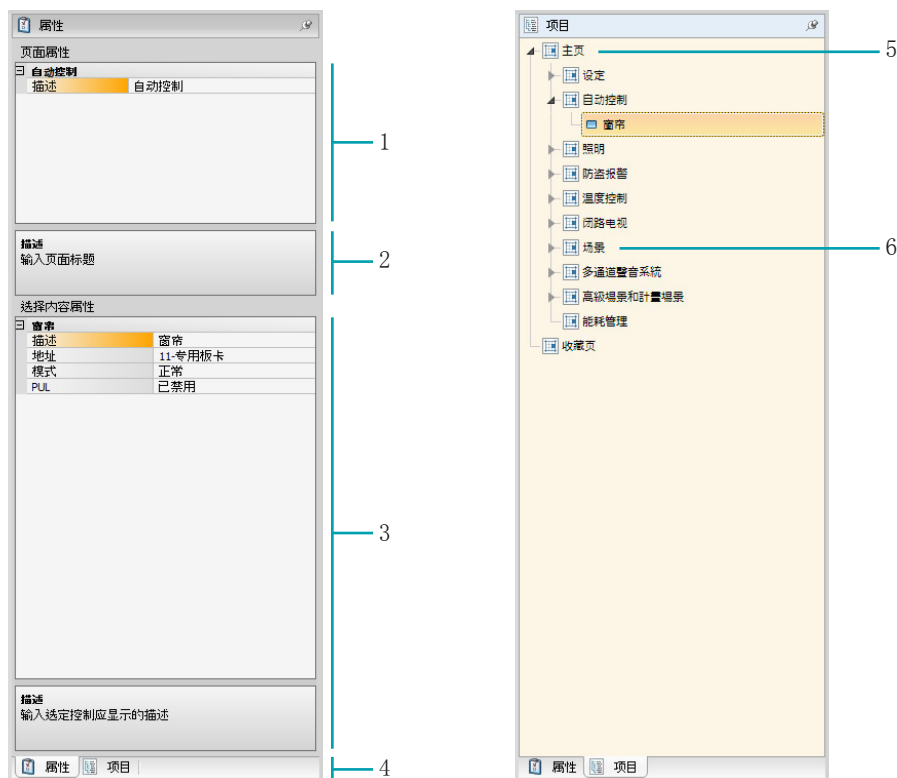 属性
页面属性
自动控制
描述 自动控制
1
描述
输入页面标题
2
选择内容属性
窗帘
描述 窗帘
地址 11-专用板卡
模式 正常
PUL 已禁用
3
描述
输入选定控制应显示的描述
属性 项目
4
项目
主页
5
设定
自动控制
窗帘
照明
防盗报警
温度控制
闭路电视
场景
6
多通道聲音系統
高級場景和計量場景
能耗管理
收藏页
属性 项目